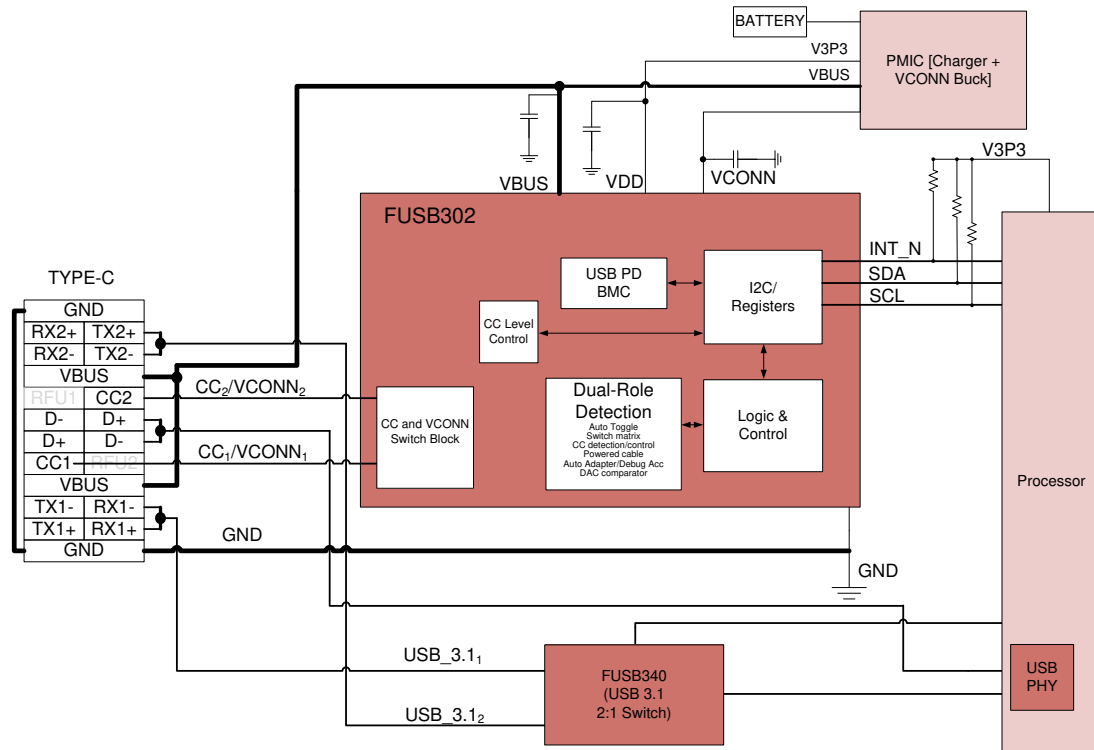 BATTERY
V3P3
VBUS
PMIC [Charger +
VCONN Buck]
VBUS
VDD
VCONN
V3P3
FUSB302
USB PD
BMC
I2C/
Registers
INT_N
SDA
SCL
CC Level
Control
Dual-Role
Detection
Auto Toggle
Switch matrix
CC detection/control
Powered cable
Auto Adapter/Debug Acc
DAC comparator
Logic &
Control
CC and VCONN
Switch Block
CC₂/VCONN₂
CC₁/VCONN₁
TYPE-C
GND
RX2+ TX2+
RX2- TX2-
VBUS
RFU1 CC2
D- D+
D+ D-
CC1 RFU2
VBUS
TX1- RX1-
TX1+ RX1+
GND
GND
GND
Processor
USB_3.1₁
USB_3.1₂
FUSB340
(USB 3.1
2:1 Switch)
USB
PHY